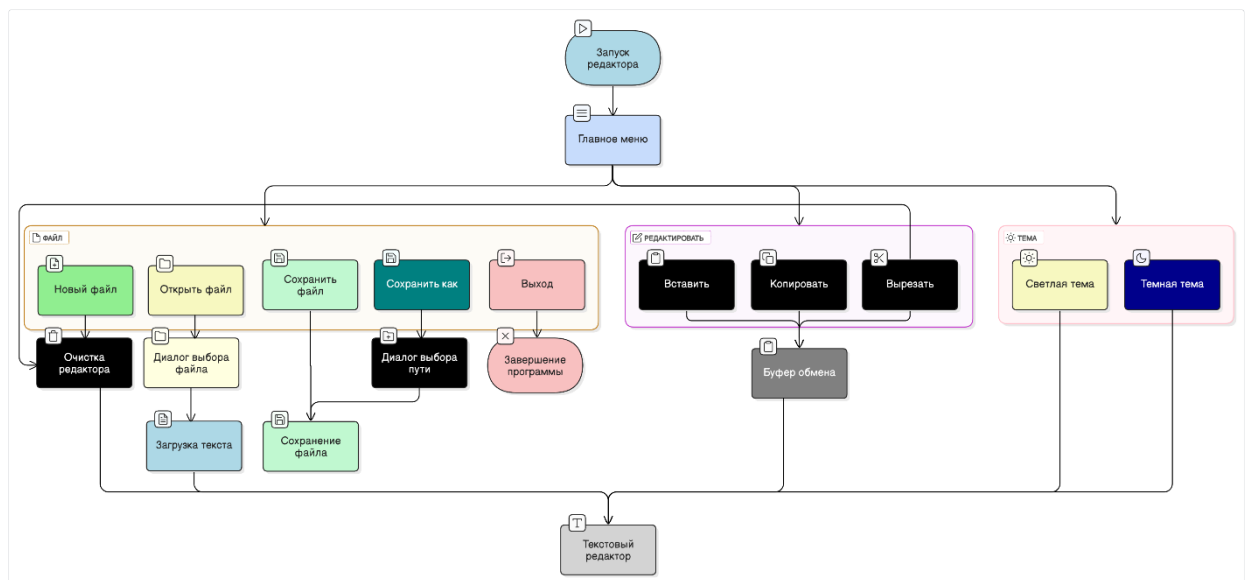 Запуск
редактора
Главное меню
ФАЙЛ
РЕДАКТИРОВАТЬ
ТЕМА
Новый файл
Открыть файл
Сохранить
файл
Сохранить как
Выход
Вставить
Копировать
Вырезать
Светлая тема
Темная тема
Очистка
редактора
Диалог выбора
файла
Диалог выбора
пути
Завершение
программы
Буфер обмена
Загрузка текста
Сохранение
файла
Текстовый
редактор